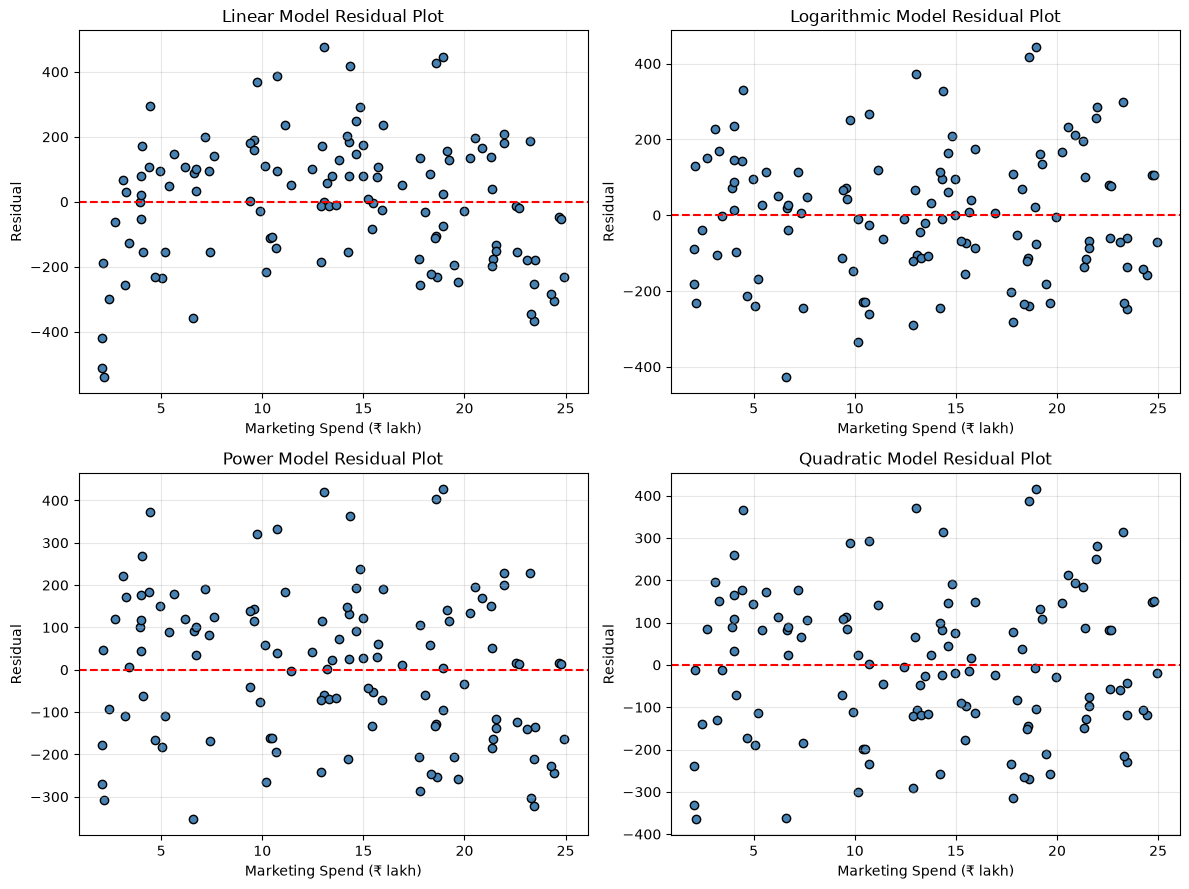 Linear Model Residual Plot
400
200
0
−200
−400
Residual
5 10 15 20 25
Marketing Spend (₹ lakh)
Logarithmic Model Residual Plot
400
200
0
−200
−400
Residual
5 10 15 20 25
Marketing Spend (₹ lakh)
Power Model Residual Plot
400
300
200
100
0
−100
−200
−300
Residual
5 10 15 20 25
Marketing Spend (₹ lakh)
Quadratic Model Residual Plot
400
300
200
100
0
−100
−200
−300
−400
Residual
5 10 15 20 25
Marketing Spend (₹ lakh)